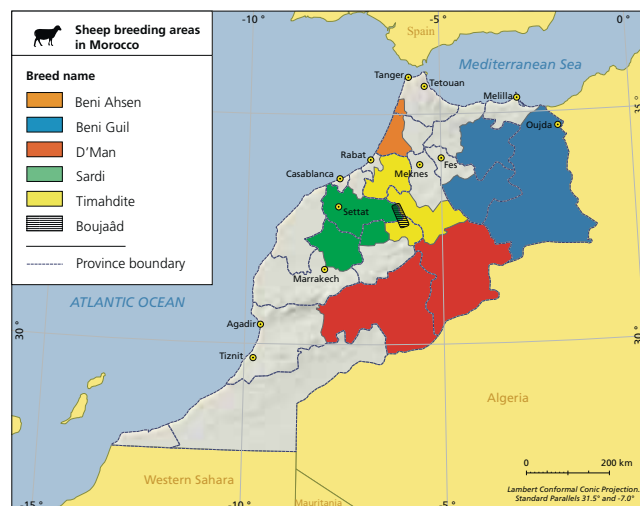 Sheep breeding areas
in Morocco
Breed name
Beni Ahsen
Beni Guil
D'Man
Sardi
Timahdite
Boujaâd
Province boundary
-10°
-5°
0°
Spain
Mediterranean Sea
Tanger
Tetouan
Melilla
35°
Oujda
Rabat
Fes
Meknes
Casablanca
Settat
Marrakech
ATLANTIC OCEAN
Agadir
30°
30°
Tiznit
Algeria
Western Sahara
Mauritania
0
200 km
Lambert Conformal Conic Projection.
Standard Parallels 31.5° and -7.0°
-15°
-10°
-5°
0°